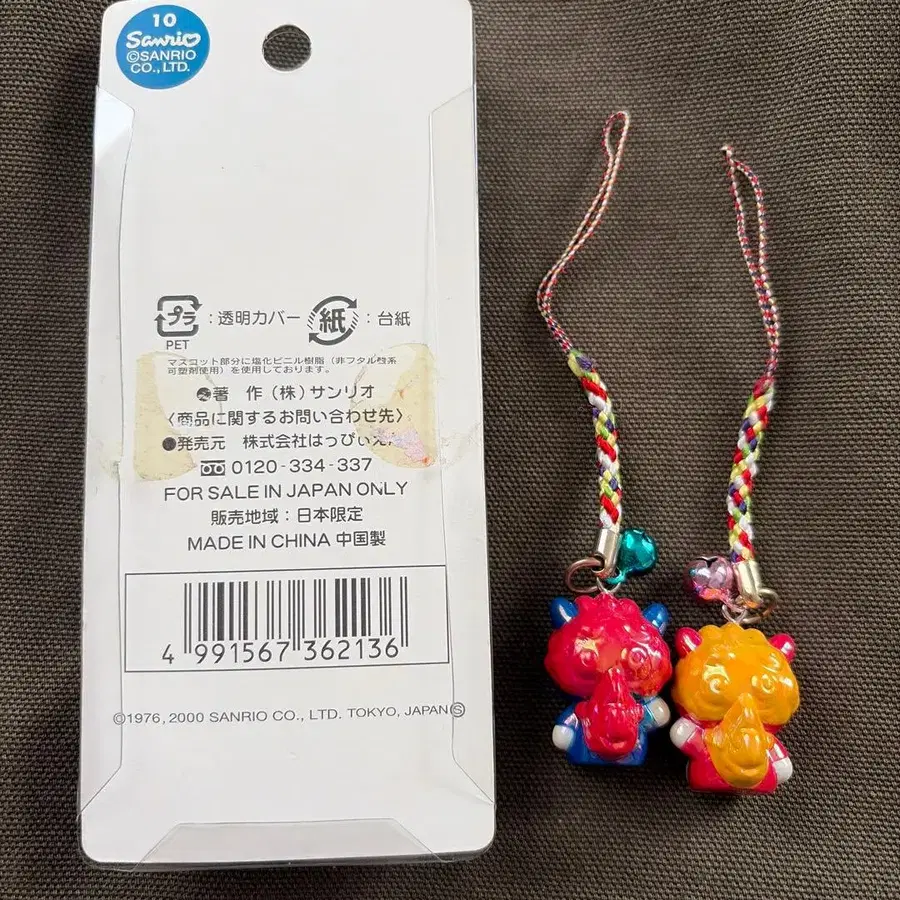 10
Sanrio
©SANRIO
CO.,LTD.
プラ
:透明カバー
紙
:台紙
PET
マスコット部分に塩化ビニル樹脂(非フタル酸系
可塑剤使用)を使用しております。
著 作(株)サンリオ
〈商品に関するお問い合わせ先〉
●発売元 株式会社はっぴぃえんど
0120-334-337
FOR SALE IN JAPAN ONLY
販売地域:日本限定
MADE IN CHINA 中国製
4 991567 362136
©1976, 2000 SANRIO CO., LTD. TOKYO, JAPAN Ⓢ